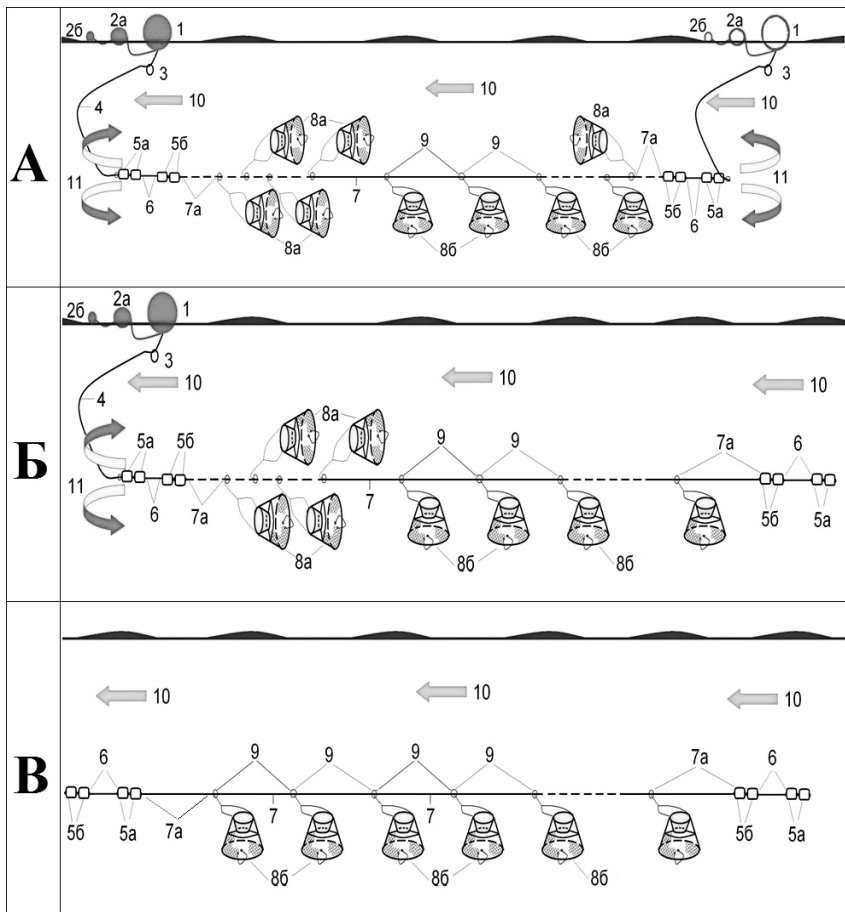 А
2б 2а 1 2б 2а 1
3 3
10 10 10
4
8а 8а
5а 5б 9 9 7а
11 11
6 7а 7 5б 6 5а
8а 8б 8б
Б
2б 2а 1
3
10 10 10
4
8а
5а 5б 9 9 7а 6
11
6 7а 7 5б 5а
8а 8б 8б
В
10 10 10
6 9 9 9 9 7а 6
7 7
5б 5а 7а 5б 5а
8б 8б 8б